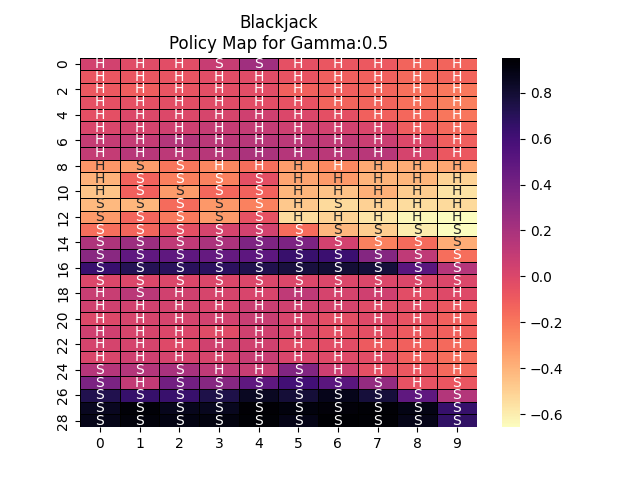 Blackjack
Policy Map for Gamma:0.5
0 H H H S S H H H H H
H H H H H H H H H H
2 H H H H H H H H H H
H H H H H H H H H H
4 H H H H H H H H H H
H H H H H H H H H H
6 H H H H H H H H H H
H H H H H H H H H H
8 H S S H H H H H H H
H S S S S H H H H H
10 H S S S S H H H H H
S S S S S H S H H H
12 S S S S S H H H H H
S S S S S S S S S S
14 S S S S S S S S S S
S S S S S S S S S S
16 S S S S S S S S S S
S S S S S S S S S S
18 H H H H H H H H H H
H H H H H H H H H H
20 H H H H H H H H H H
H H H H H H H H H H
22 H H H H H H H H H H
H H H H H H H H H H
24 S S S H H S H H H H
S S S S S S S S H S
26 S S S S S S S S S S
S S S S S S S S S S
28 S S S S S S S S S S
0 1 2 3 4 5 6 7 8 9
0.8
0.6
0.4
0.2
0.0
−0.2
−0.4
−0.6